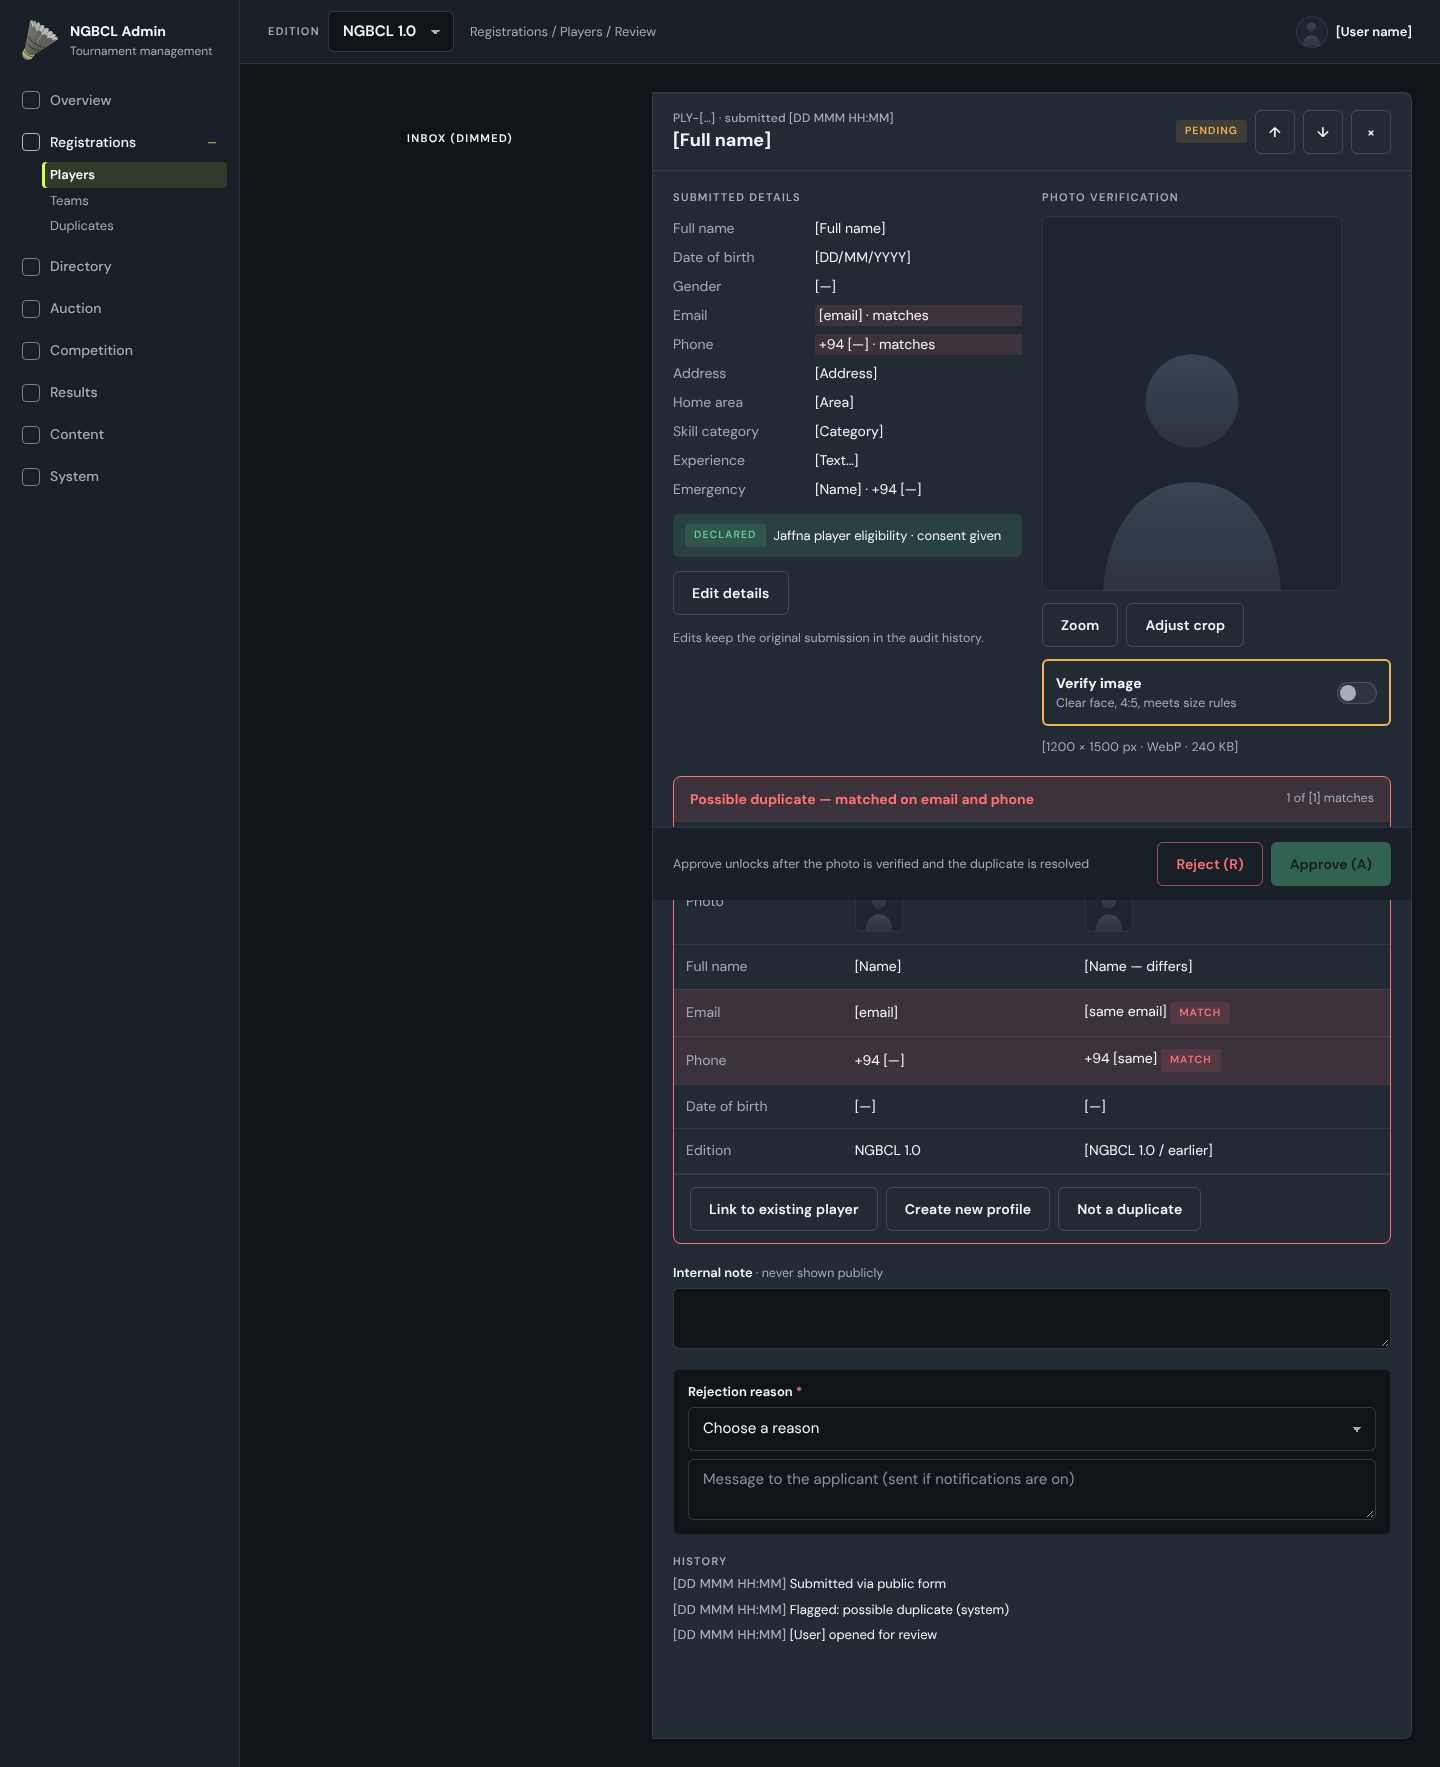 NGBCL Admin
Tournament management
Overview
Registrations –
Players
Teams
Duplicates
Directory
Auction
Competition
Results
Content
System
EDITION NGBCL 1.0 Registrations / Players / Review [User name]
INBOX (DIMMED)
PLY-[...] · submitted [DD MMM HH:MM]
[Full name]
PENDING ↑ ↓ ×
SUBMITTED DETAILS
Full name [Full name]
Date of birth [DD/MM/YYYY]
Gender [—]
Email [email] · matches
Phone +94 [—] · matches
Address [Address]
Home area [Area]
Skill category [Category]
Experience [Text...]
Emergency [Name] · +94 [—]
DECLARED Jaffna player eligibility · consent given
Edit details
Edits keep the original submission in the audit history.
PHOTO VERIFICATION
Zoom Adjust crop
Verify image
Clear face, 4:5, meets size rules
[1200 × 1500 px · WebP · 240 KB]
Possible duplicate — matched on email and phone 1 of [1] matches
Approve unlocks after the photo is verified and the duplicate is resolved Reject (R) Approve (A)
Photo
Full name [Name] [Name — differs]
Email [email] [same email] MATCH
Phone +94 [—] +94 [same] MATCH
Date of birth [—] [—]
Edition NGBCL 1.0 [NGBCL 1.0 / earlier]
Link to existing player Create new profile Not a duplicate
Internal note · never shown publicly
Rejection reason *
Choose a reason
Message to the applicant (sent if notifications are on)
HISTORY
[DD MMM HH:MM] Submitted via public form
[DD MMM HH:MM] Flagged: possible duplicate (system)
[DD MMM HH:MM] [User] opened for review